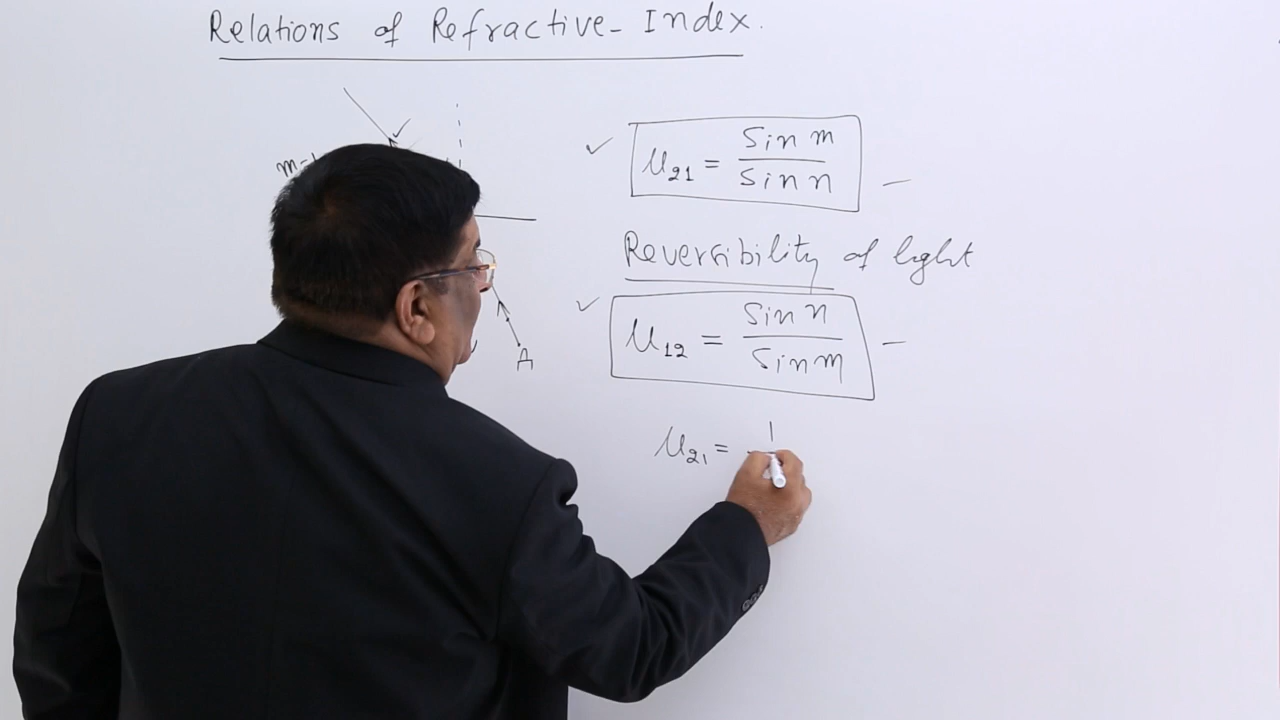 Relations of Refractive-Index.
μ₂₁ = Sin m / Sin n
Reversibility of light
μ₁₂ = Sin n / Sin m
A
μ₂₁ = 1